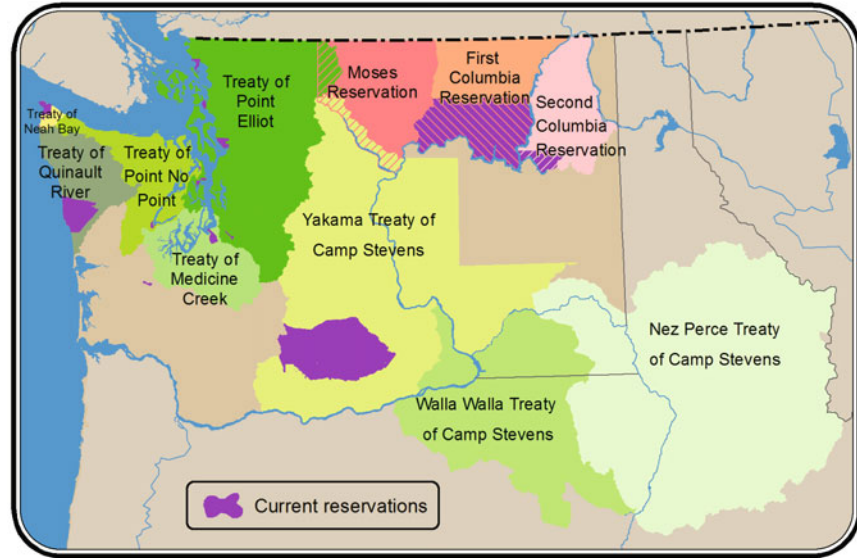 Treaty of
Neah Bay
Treaty of
Quinault
River
Treaty of
Point No
Point
Treaty of
Medicine
Creek
Treaty of
Point
Elliot
Moses
Reservation
First
Columbia
Reservation
Second
Columbia
Reservation
Yakama Treaty of
Camp Stevens
Nez Perce Treaty
of Camp Stevens
Walla Walla Treaty
of Camp Stevens
Current reservations